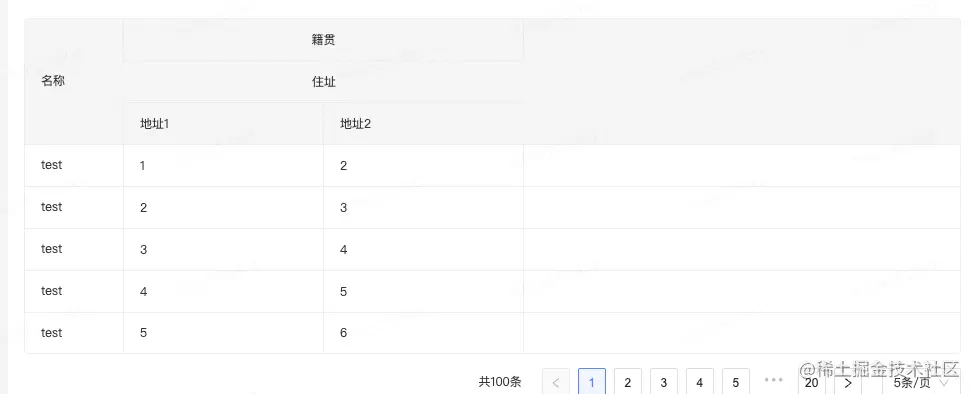 籍贯
名称
住址
地址1 地址2
test 1 2
test 2 3
test 3 4
test 4 5
test 5 6
共100条 < 1 2 3 4 5 ••• 20 > 5条/页
@稀土掘金技术社区